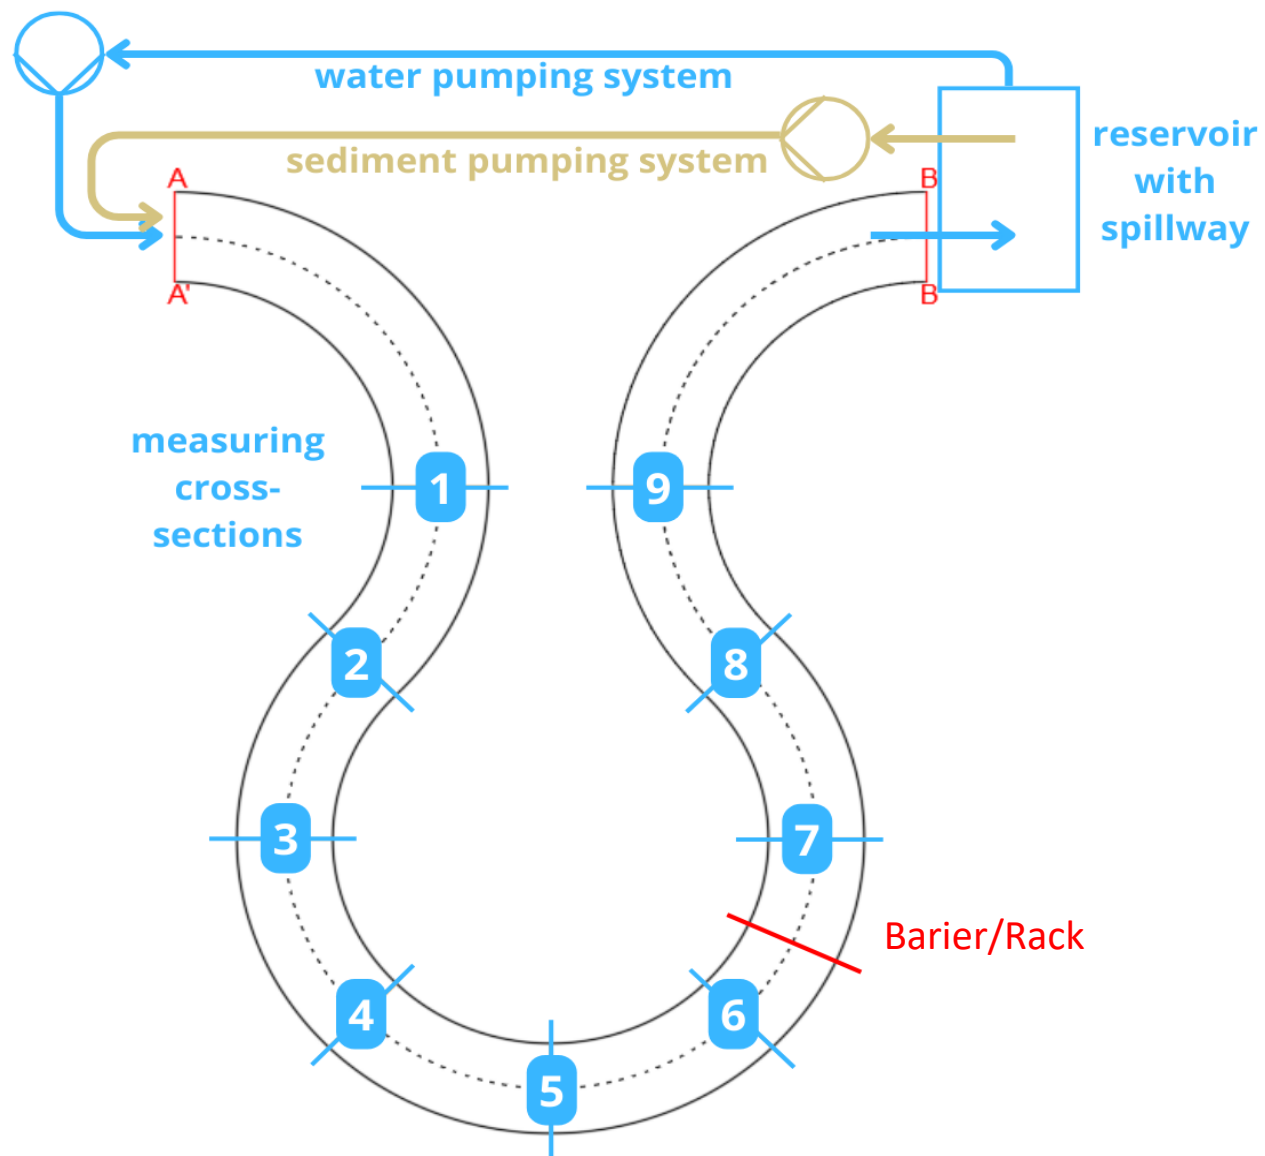 water pumping system
sediment pumping system
reservoir
with
spillway
A
A'
B
B
measuring
cross-
sections
1
9
2
8
3
7
Barier/Rack
4
6
5